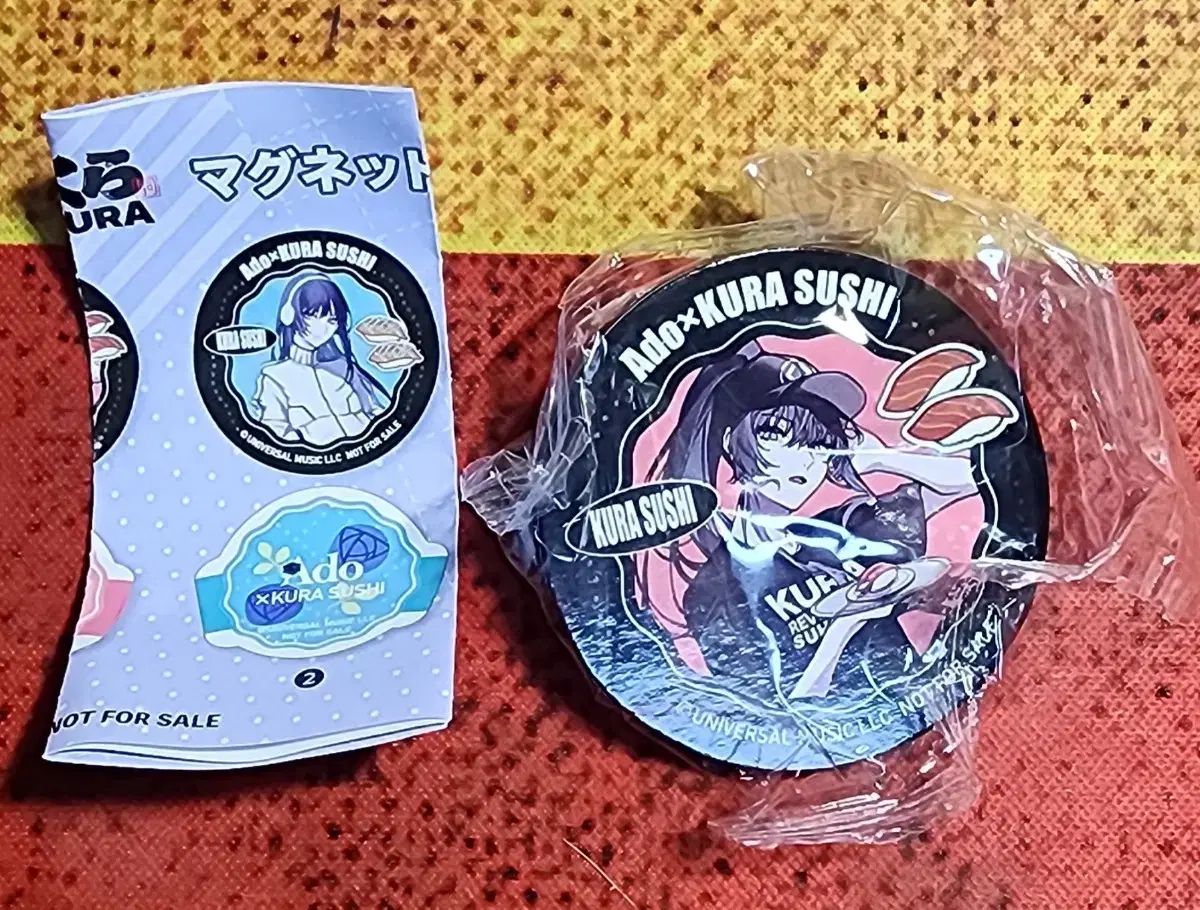 くら
URA
マグネット
Ado×KURA SUSHI
KURA SUSHI
© UNIVERSAL MUSIC LLC NOT FOR SALE
Ado
×KURA SUSHI
UNIVERSAL MUSIC LLC
NOT FOR SALE
2
NOT FOR SALE
Ado×KURA SUSHI
KURA SUSHI
KURA
REV
SU
© UNIVERSAL MUSIC LLC NOT FOR SALE